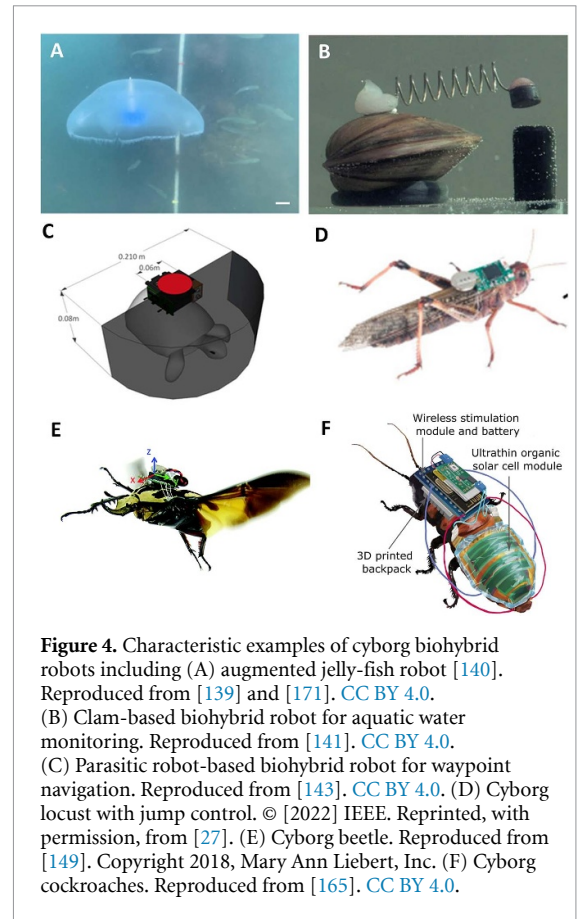 A
B
C
0.210 m
0.06m
0.08m
D
E
Z
X
F
Wireless stimulation
module and battery
Ultrathin organic
solar cell module
3D printed
backpack
Figure 4. Characteristic examples of cyborg biohybrid
robots including (A) augmented jelly-fish robot [140].
Reproduced from [139] and [171]. CC BY 4.0.
(B) Clam-based biohybrid robot for aquatic water
monitoring. Reproduced from [141]. CC BY 4.0.
(C) Parasitic robot-based biohybrid robot for waypoint
navigation. Reproduced from [143]. CC BY 4.0. (D) Cyborg
locust with jump control. © [2022] IEEE. Reprinted, with
permission, from [27]. (E) Cyborg beetle. Reproduced from
[149]. Copyright 2018, Mary Ann Liebert, Inc. (F) Cyborg
cockroaches. Reproduced from [165]. CC BY 4.0.